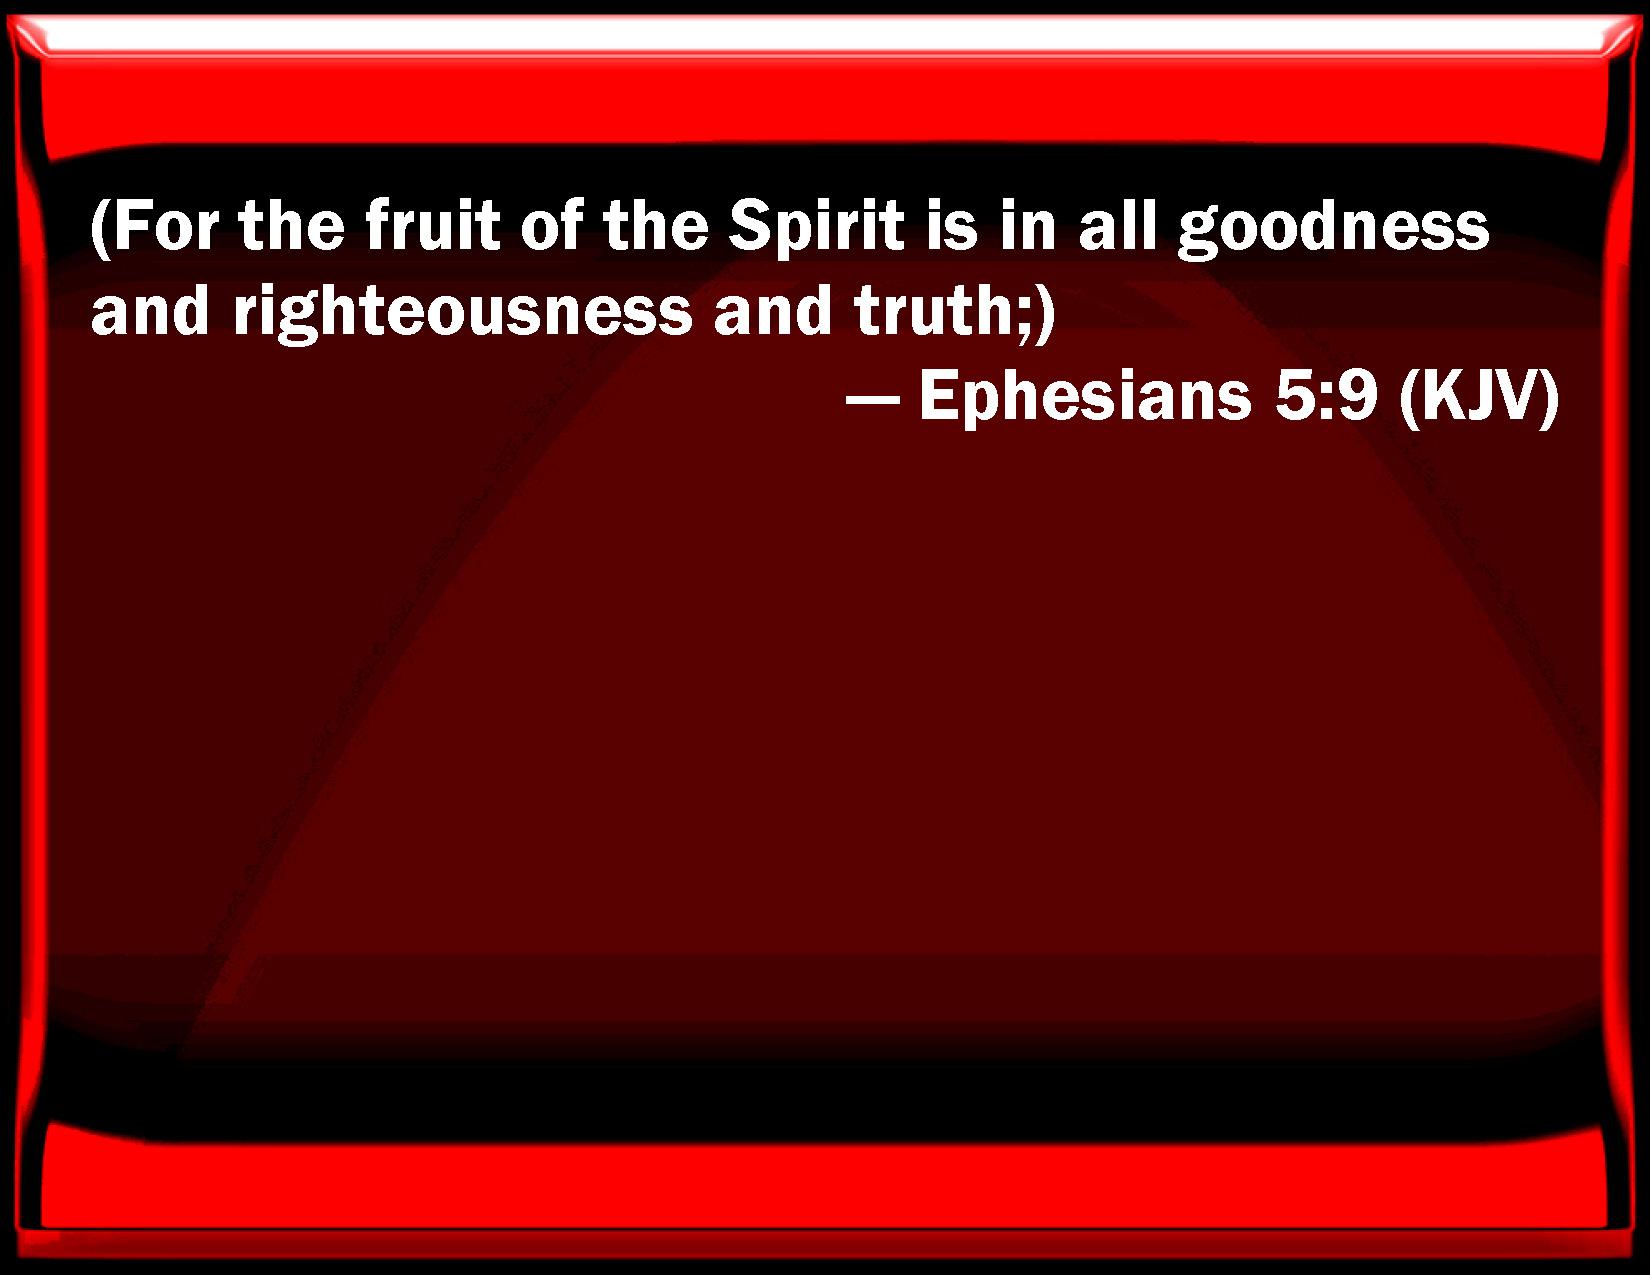 (For the fruit of the Spirit is in all goodness
and righteousness and truth;)
— Ephesians 5:9 (KJV)